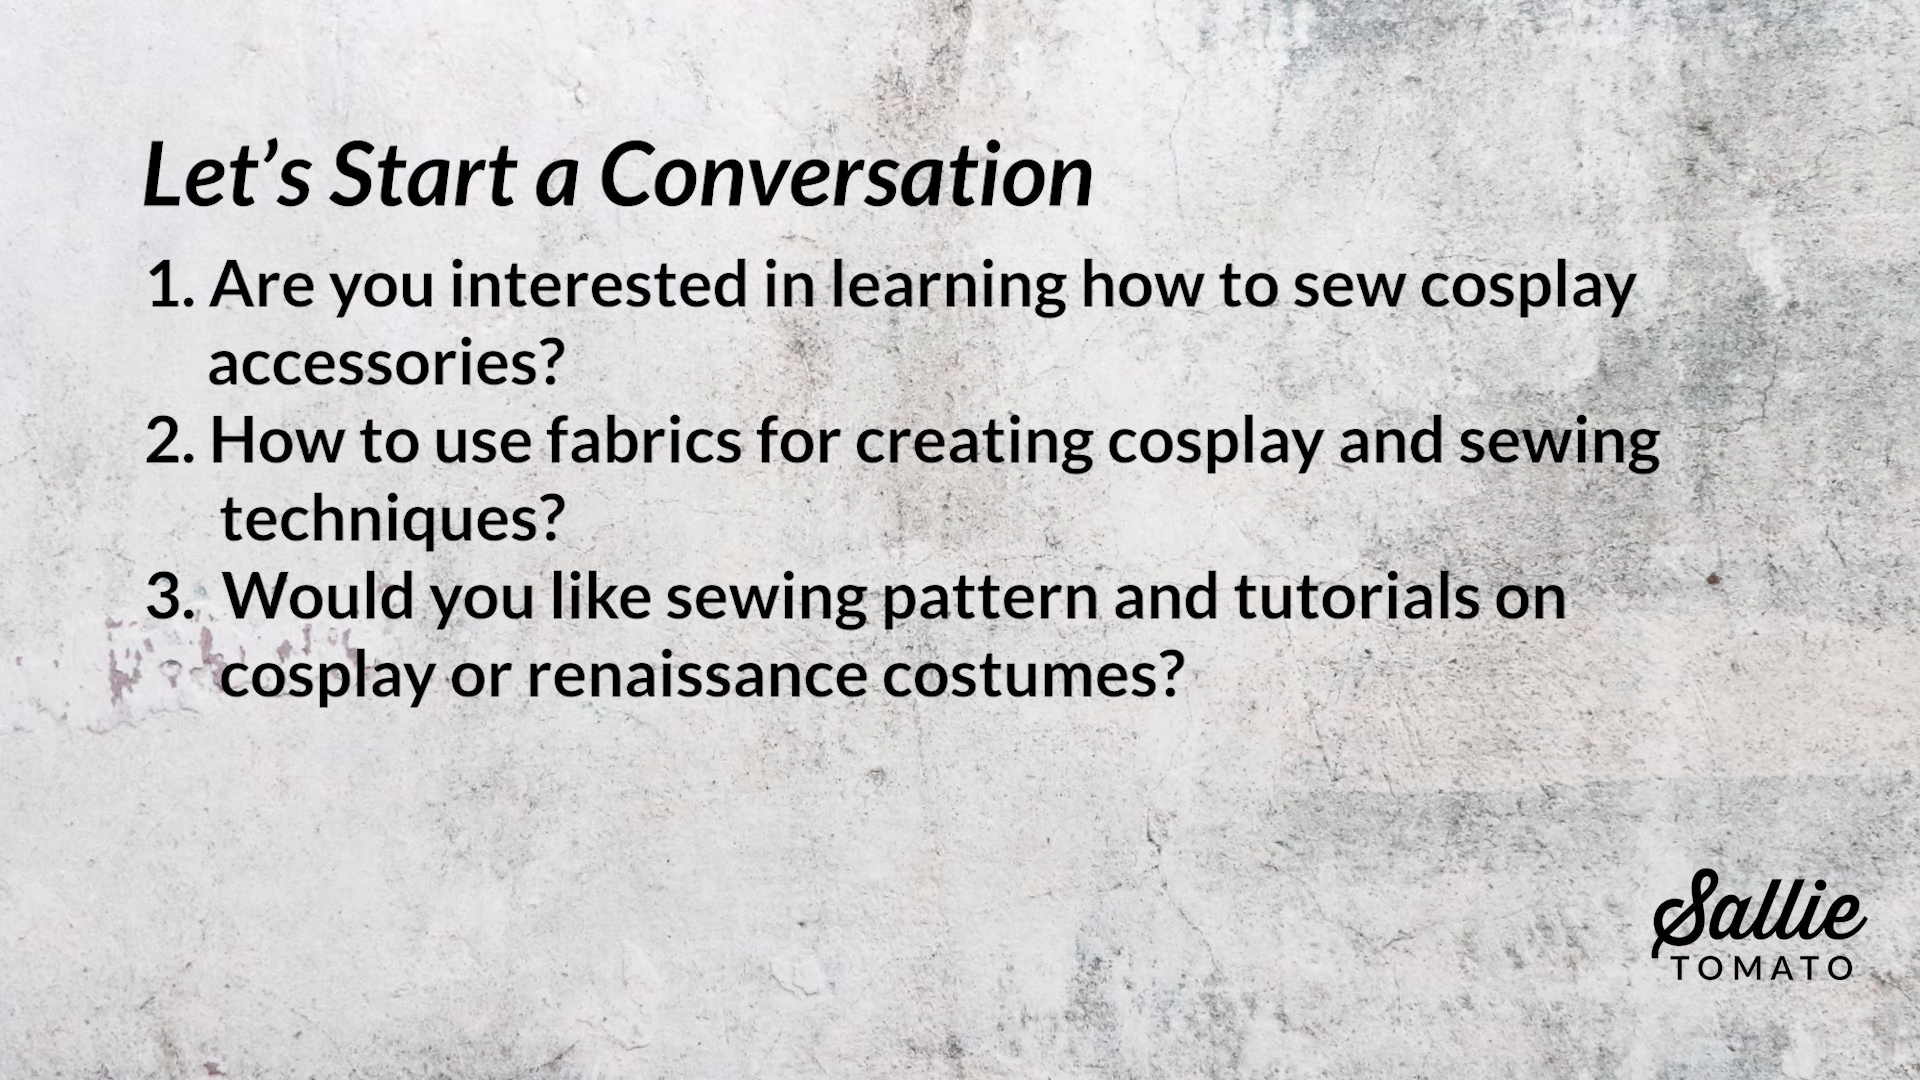 Let’s Start a Conversation
1. Are you interested in learning how to sew cosplay
accessories?
2. How to use fabrics for creating cosplay and sewing
techniques?
3. Would you like sewing pattern and tutorials on
cosplay or renaissance costumes?
Sallie
TOMATO